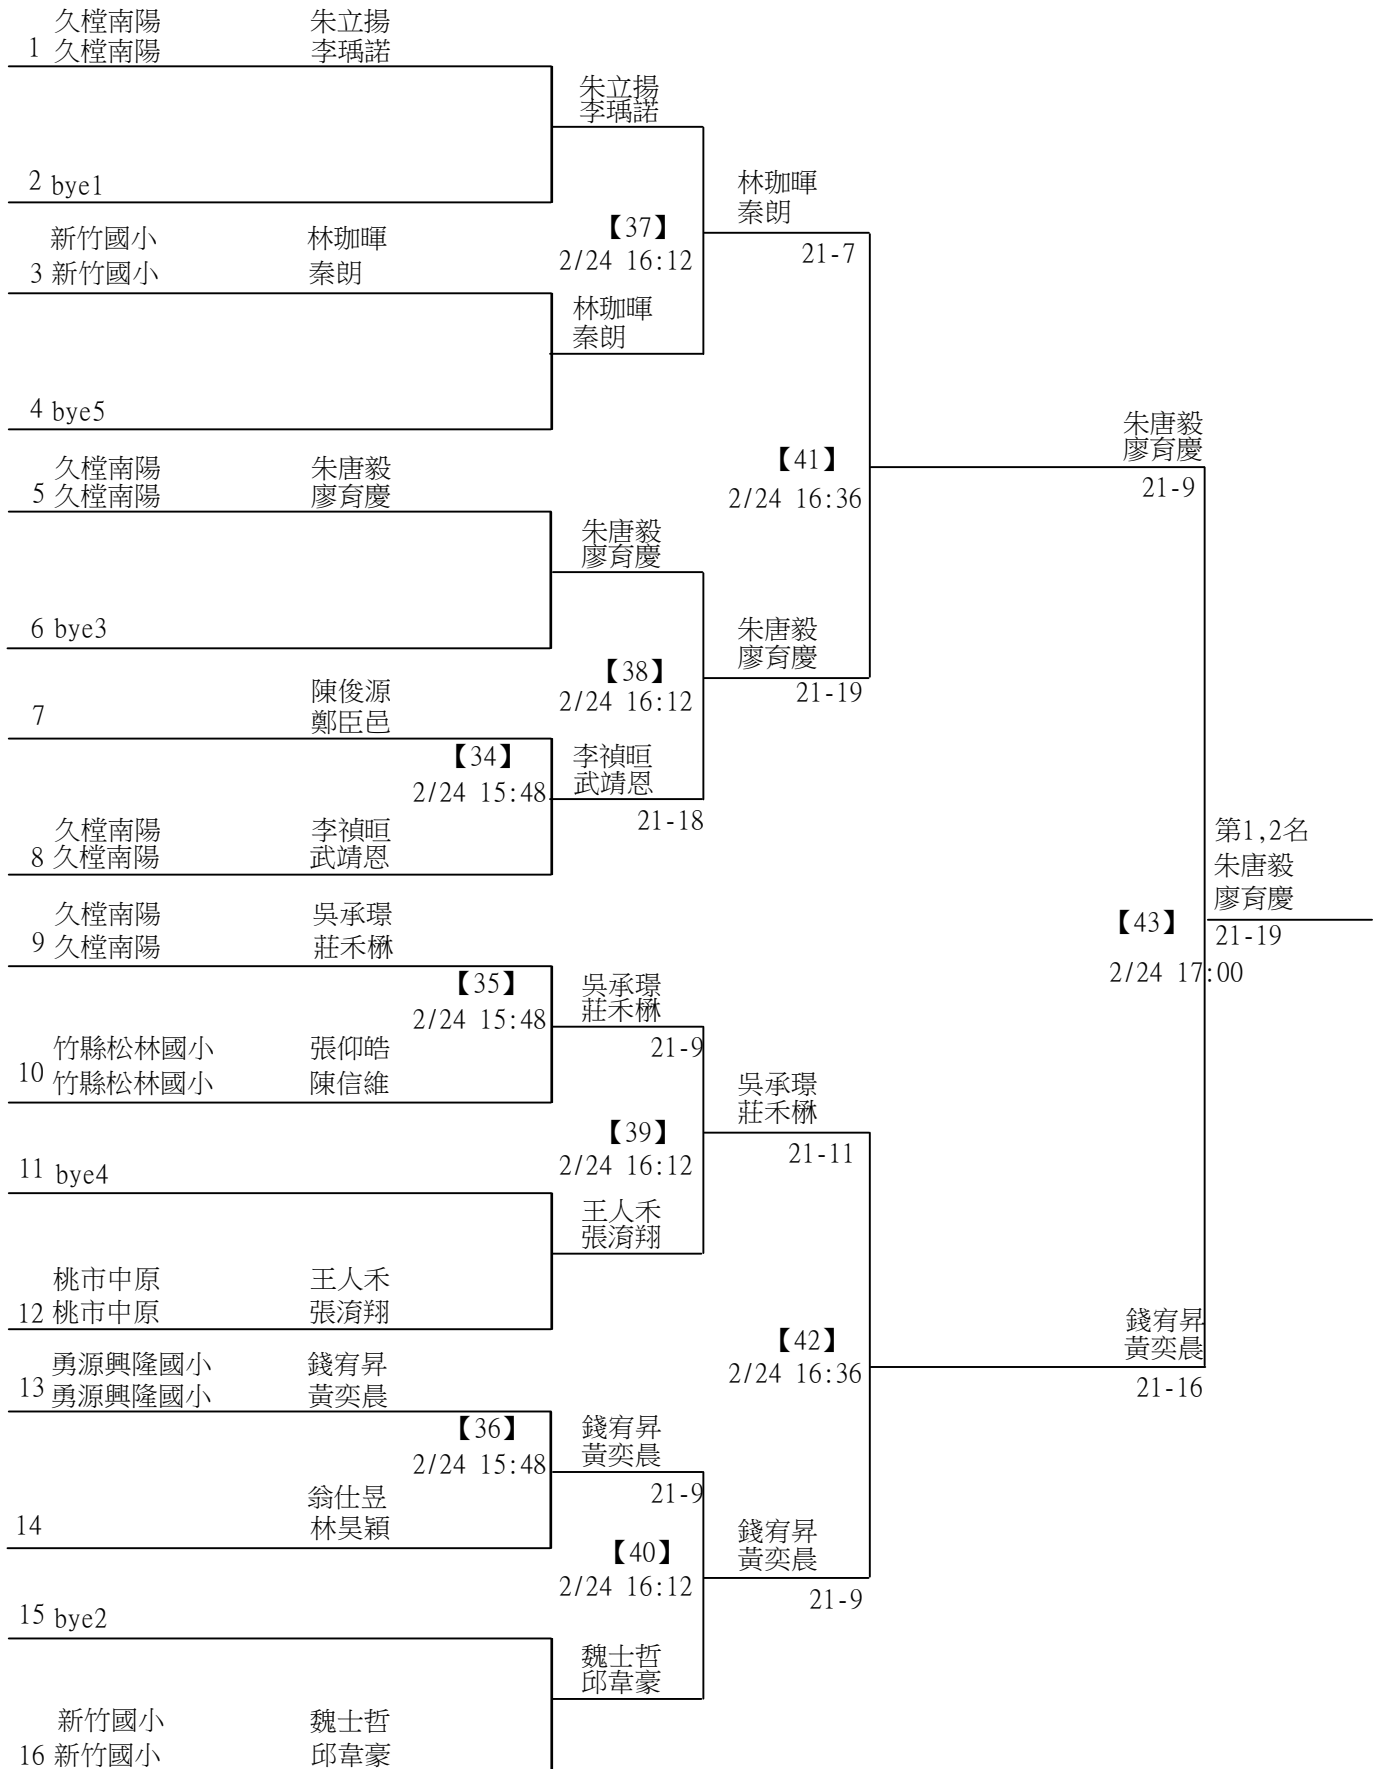 久樘南陽 朱立揚
1 久樘南陽 李瑀諾
朱立揚
李瑀諾
2 bye1
林珈暉
秦朗
【37】
新竹國小 林珈暉
21-7
2/24 16:12
3 新竹國小 秦朗
林珈暉
秦朗
4 bye5
朱唐毅
廖育慶
久樘南陽 朱唐毅
【41】
5 久樘南陽 廖育慶
21-9
2/24 16:36
朱唐毅
廖育慶
6 bye3
朱唐毅
廖育慶
【38】
陳俊源
21-19
2/24 16:12
7 鄭臣邑
【34】
李禎晅
武靖恩
2/24 15:48
21-18
久樘南陽 李禎晅
8 久樘南陽 武靖恩
第1,2名
朱唐毅
廖育慶
久樘南陽 吳承璟
【43】
21-19
9 久樘南陽 莊禾楙
2/24 17:00
【35】
吳承璟
莊禾楙
2/24 15:48
21-9
竹縣松林國小 張仰皓
10 竹縣松林國小 陳信維
吳承璟
莊禾楙
【39】
21-11
2/24 16:12
11 bye4
王人禾
張淯翔
桃市中原 王人禾
12 桃市中原 張淯翔
錢宥昇
黃奕晨
【42】
勇源興隆國小 錢宥昇
2/24 16:36
21-16
13 勇源興隆國小 黃奕晨
【36】
錢宥昇
黃奕晨
2/24 15:48
21-9
翁仕昱
14 林昊穎
錢宥昇
黃奕晨
【40】
2/24 16:12
21-9
15 bye2
魏士哲
邱韋豪
新竹國小 魏士哲
16 新竹國小 邱韋豪